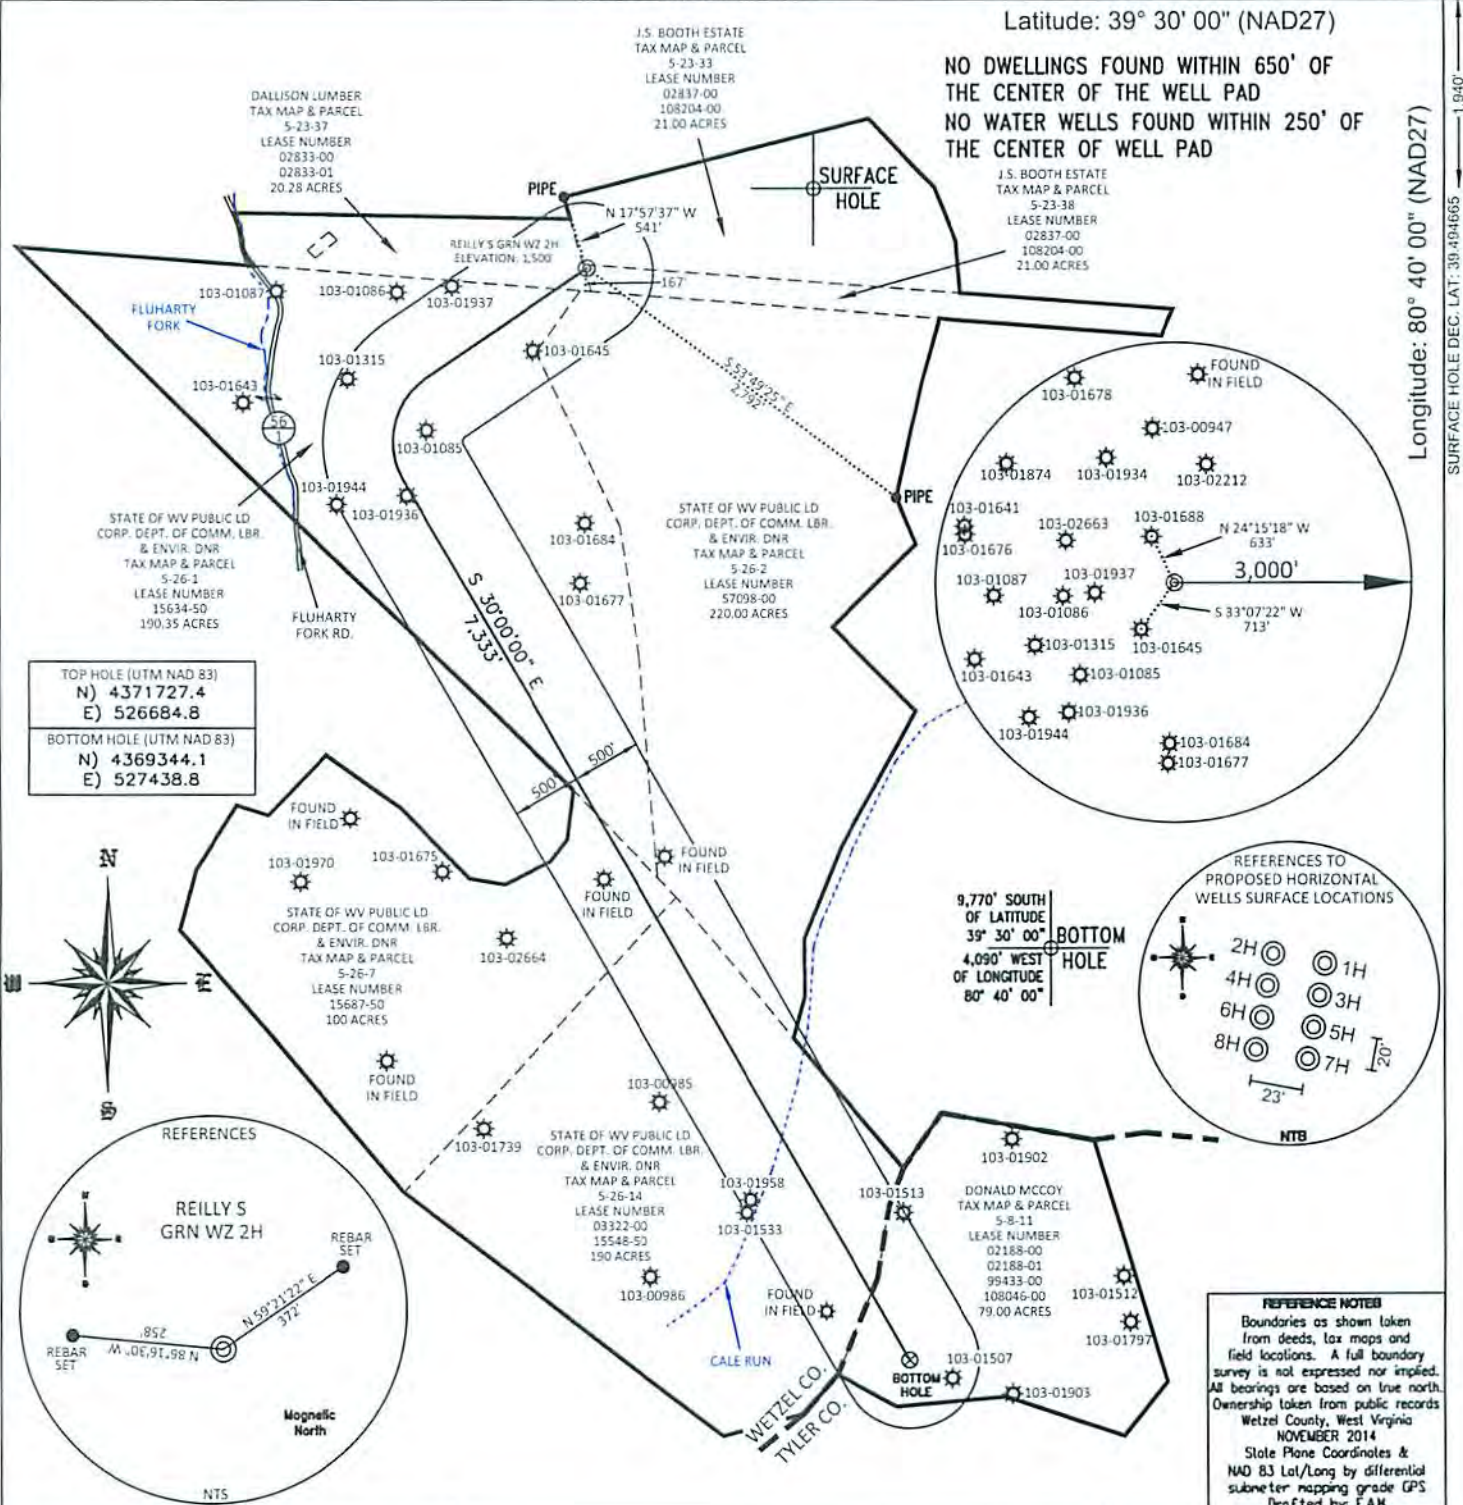 Latitude: 39° 30' 00" (NAD27)
NO DWELLINGS FOUND WITHIN 650' OF
THE CENTER OF THE WELL PAD
NO WATER WELLS FOUND WITHIN 250' OF
THE CENTER OF WELL PAD
Longitude: 80° 40' 00" (NAD27)
1,940'
SURFACE HOLE DEC. LAT: 39.494665
J.S. BOOTH ESTATE
TAX MAP & PARCEL
5-23-33
LEASE NUMBER
02837-00
108204-00
21.00 ACRES
DALLISON LUMBER
TAX MAP & PARCEL
5-23-37
LEASE NUMBER
02833-00
02833-01
20.28 ACRES
J.S. BOOTH ESTATE
TAX MAP & PARCEL
5-23-38
LEASE NUMBER
02837-00
108204-00
21.00 ACRES
SURFACE
HOLE
PIPE
N 17°57'37" W
541'
REILLY S GRN WZ 2H
ELEVATION: 1,500'
167'
103-01087
103-01086
103-01937
FLUHARTY
FORK
103-01315
103-01645
103-01643
56
1
103-01085
S 53°49'25" E
2,792'
103-01944
103-01936
PIPE
STATE OF WV PUBLIC LD
CORP. DEPT. OF COMM. LBR.
& ENVIR. DNR
TAX MAP & PARCEL
5-26-1
LEASE NUMBER
15634-50
190.35 ACRES
FLUHARTY
FORK RD.
103-01684
103-01677
STATE OF WV PUBLIC LD
CORP. DEPT. OF COMM. LBR.
& ENVIR. DNR
TAX MAP & PARCEL
5-26-2
LEASE NUMBER
57098-00
220.00 ACRES
S 30°00'00" E
7,333'
FOUND
IN FIELD
103-01678
103-00947
103-01874
103-01934
103-02212
103-01641
103-01676
103-02663
103-01688
N 24°15'18" W
633'
3,000'
103-01087
103-01937
103-01086
S 33°07'22" W
713'
103-01315
103-01645
103-01643
103-01085
103-01936
103-01944
103-01684
103-01677
TOP HOLE (UTM NAD 83)
N) 4371727.4
E) 526684.8
BOTTOM HOLE (UTM NAD 83)
N) 4369344.1
E) 527438.8
500'
500'
FOUND
IN FIELD
103-01970
103-01675
FOUND
IN FIELD
FOUND
IN FIELD
STATE OF WV PUBLIC LD
CORP. DEPT. OF COMM. LBR.
& ENVIR. DNR
TAX MAP & PARCEL
5-26-7
LEASE NUMBER
15687-50
100 ACRES
103-02664
FOUND
IN FIELD
N
W
E
S
9,770' SOUTH
OF LATITUDE
39° 30' 00"
4,090' WEST
OF LONGITUDE
80° 40' 00"
BOTTOM
HOLE
REFERENCES TO
PROPOSED HORIZONTAL
WELLS SURFACE LOCATIONS
2H
1H
4H
3H
6H
5H
8H
7H
20'
23'
NTS
103-00985
103-01739
STATE OF WV PUBLIC LD
CORP. DEPT. OF COMM. LBR.
& ENVIR. DNR
TAX MAP & PARCEL
5-26-14
LEASE NUMBER
03322-00
15548-50
190 ACRES
103-01958
103-01533
103-00986
CALE RUN
FOUND
IN FIELD
103-01902
103-01513
DONALD MCCOY
TAX MAP & PARCEL
5-8-11
LEASE NUMBER
02188-00
02188-01
99433-00
108046-00
79.00 ACRES
103-01512
103-01797
103-01507
BOTTOM
HOLE
103-01903
WETZEL CO.
TYLER CO.
REFERENCES
REILLY S
GRN WZ 2H
REBAR
SET
N 59°21'22" E
372'
258'
N 86°16'30" W
REBAR
SET
Magnetic
North
NTS
REFERENCE NOTES
Boundaries as shown taken
from deeds, tax maps and
field locations. A full boundary
survey is not expressed nor implied.
All bearings are based on true north.
Ownership taken from public records
Wetzel County, West Virginia
NOVEMBER 2014
State Plane Coordinates &
NAD 83 Lat/Long by differential
submeter mapping grade GPS
Drafted by: E.A.M.